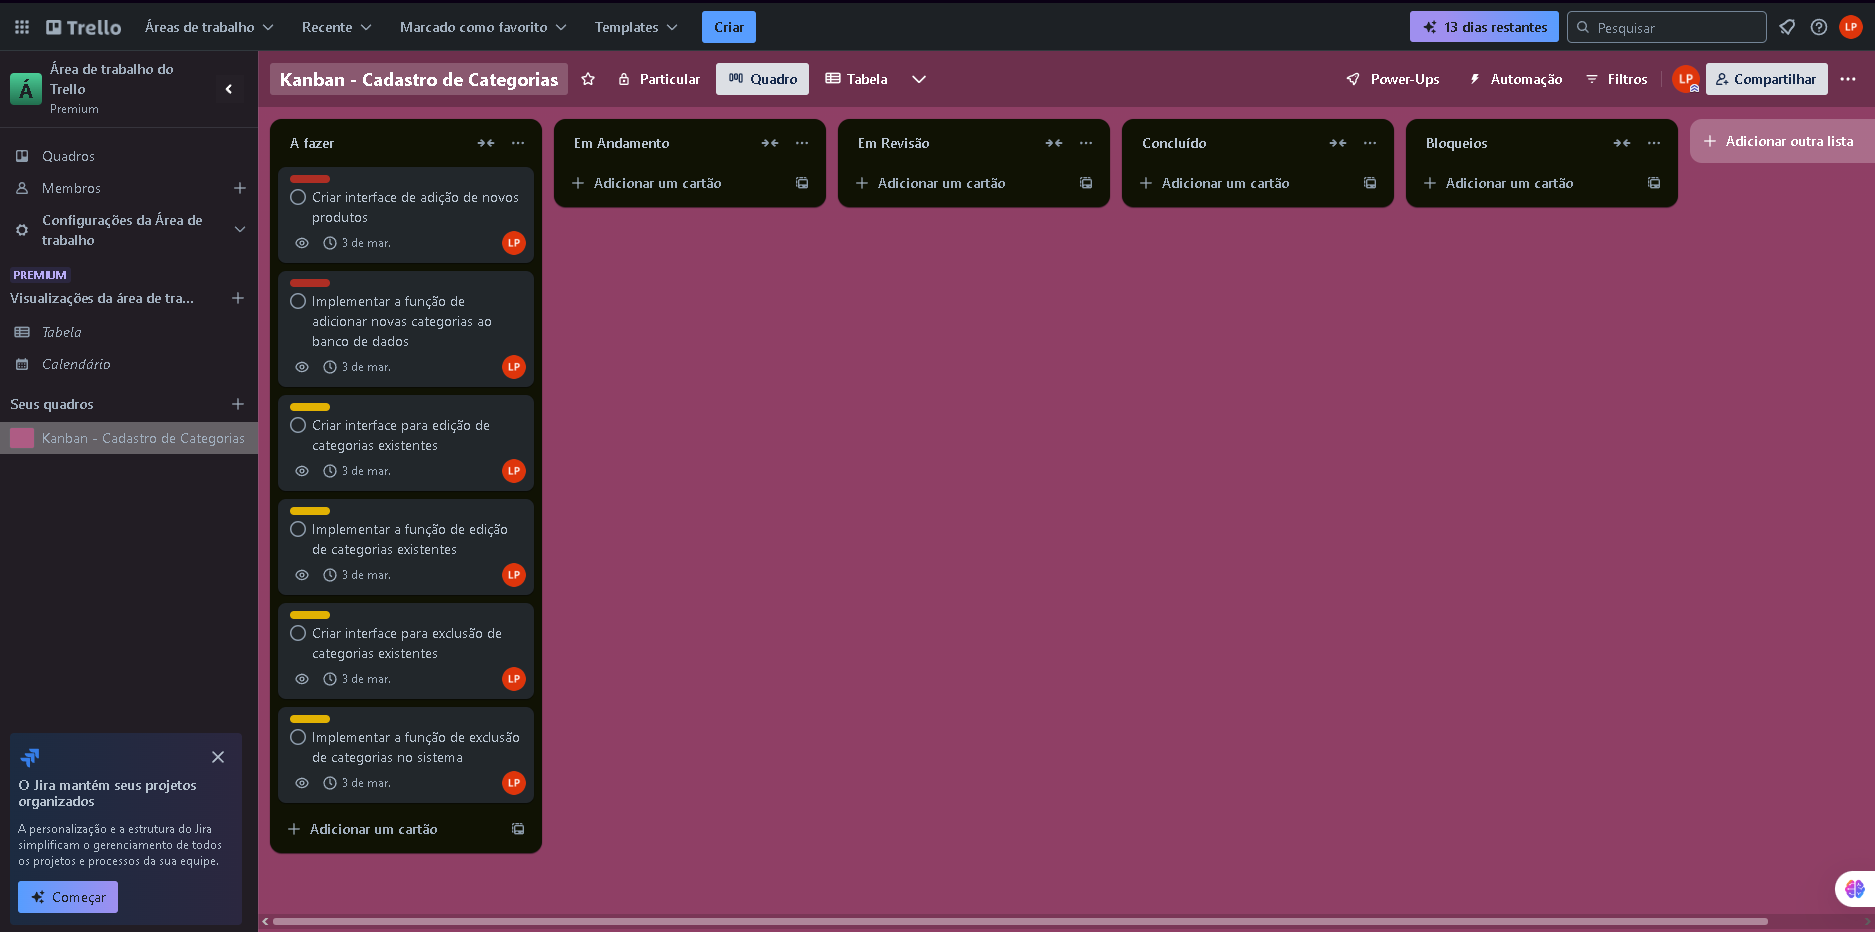 Trello
Áreas de trabalho
Recente
Marcado como favorito
Templates
Criar
13 dias restantes
Pesquisar
LP
Á
Área de trabalho do
Trello
Premium
Quadros
Membros
Configurações da Área de
trabalho
PREMIUM
Visualizações da área de tra...
Tabela
Calendário
Seus quadros
Kanban - Cadastro de Categorias
O Jira mantém seus projetos
organizados
A personalização e a estrutura do Jira
simplificam o gerenciamento de todos
os projetos e processos da sua equipe.
Começar
Kanban - Cadastro de Categorias
Particular
Quadro
Tabela
Power-Ups
Automação
Filtros
LP
Compartilhar
A fazer
Criar interface de adição de novos
produtos
3 de mar.
LP
Implementar a função de
adicionar novas categorias ao
banco de dados
3 de mar.
LP
Criar interface para edição de
categorias existentes
3 de mar.
LP
Implementar a função de edição
de categorias existentes
3 de mar.
LP
Criar interface para exclusão de
categorias existentes
3 de mar.
LP
Implementar a função de exclusão
de categorias no sistema
3 de mar.
LP
Adicionar um cartão
Em Andamento
Adicionar um cartão
Em Revisão
Adicionar um cartão
Concluído
Adicionar um cartão
Bloqueios
Adicionar um cartão
Adicionar outra lista